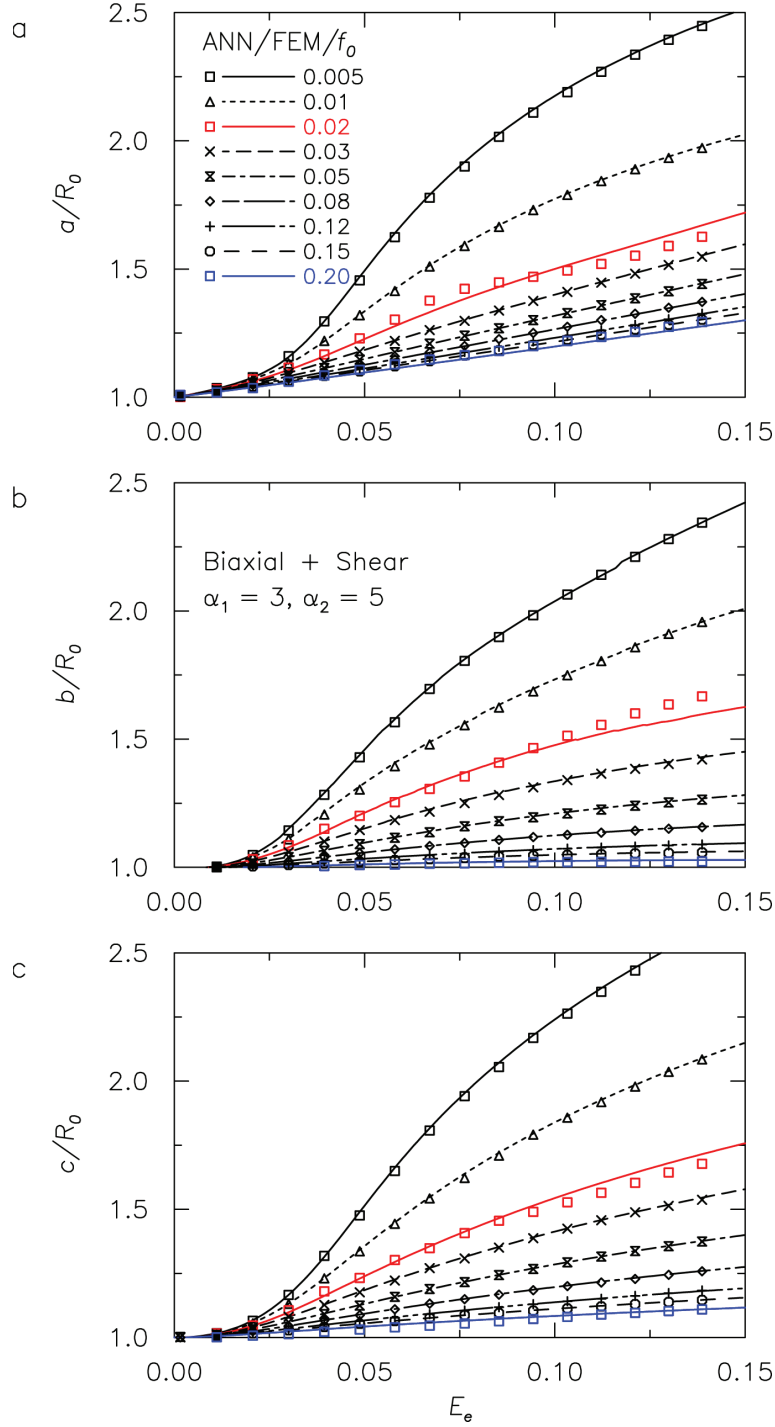 a
2.5
2.0
1.5
1.0
a/R₀
ANN/FEM/f₀
0.005
0.01
0.02
0.03
0.05
0.08
0.12
0.15
0.20
0.00 0.05 0.10 0.15
b
2.5
2.0
1.5
1.0
b/R₀
Biaxial + Shear
α₁ = 3, α₂ = 5
0.00 0.05 0.10 0.15
c
2.5
2.0
1.5
1.0
c/R₀
0.00 0.05 0.10 0.15
Eₑ